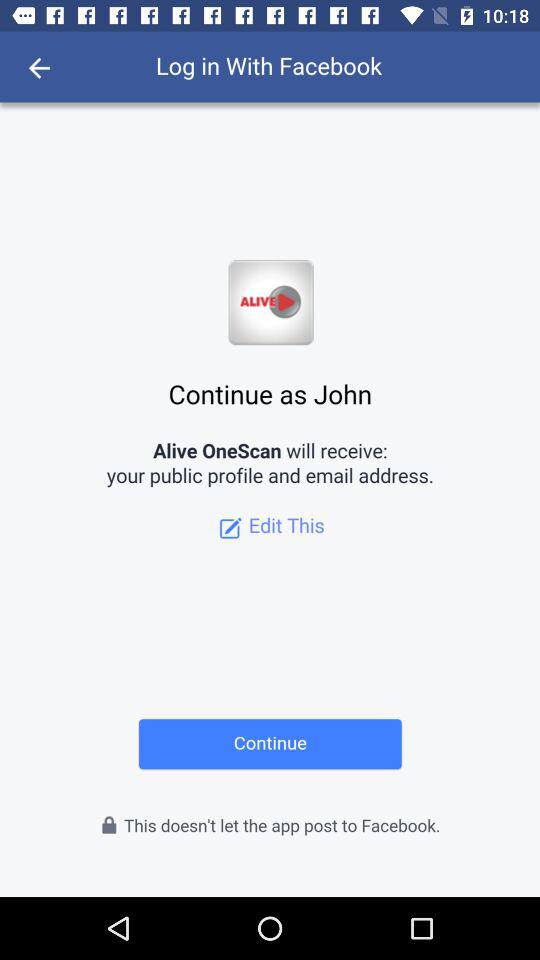 10:18
Log in With Facebook
ALIVE
Continue as John
Alive OneScan will receive:
your public profile and email address.
Edit This
Continue
This doesn't let the app post to Facebook.